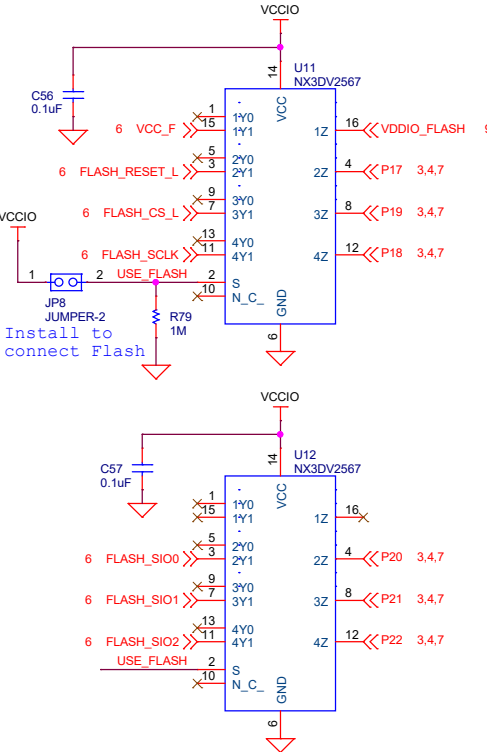 VCCIO
U11
NX3DV2567
14
VCC
C56
0.1uF
1
1Y0
6 VCC_F
15
1Y1
1Z
16
VDDIO_FLASH
5
2Y0
6 FLASH_RESET_L
3
2Y1
2Z
4
P17 3,4,7
9
3Y0
6 FLASH_CS_L
7
3Y1
3Z
8
P19 3,4,7
13
4Y0
6 FLASH_SCLK
11
4Y1
4Z
12
P18 3,4,7
VCCIO
1
2
USE_FLASH
2
S
10
N_C_
GND
6
JP8
JUMPER-2
R79
1M
Install to
connect Flash
VCCIO
U12
NX3DV2567
14
VCC
C57
0.1uF
1
1Y0
15
1Y1
1Z
16
5
2Y0
6 FLASH_SIO0
3
2Y1
2Z
4
P20 3,4,7
9
3Y0
6 FLASH_SIO1
7
3Y1
3Z
8
P21 3,4,7
13
4Y0
6 FLASH_SIO2
11
4Y1
4Z
12
P22 3,4,7
USE_FLASH
2
S
10
N_C_
GND
6